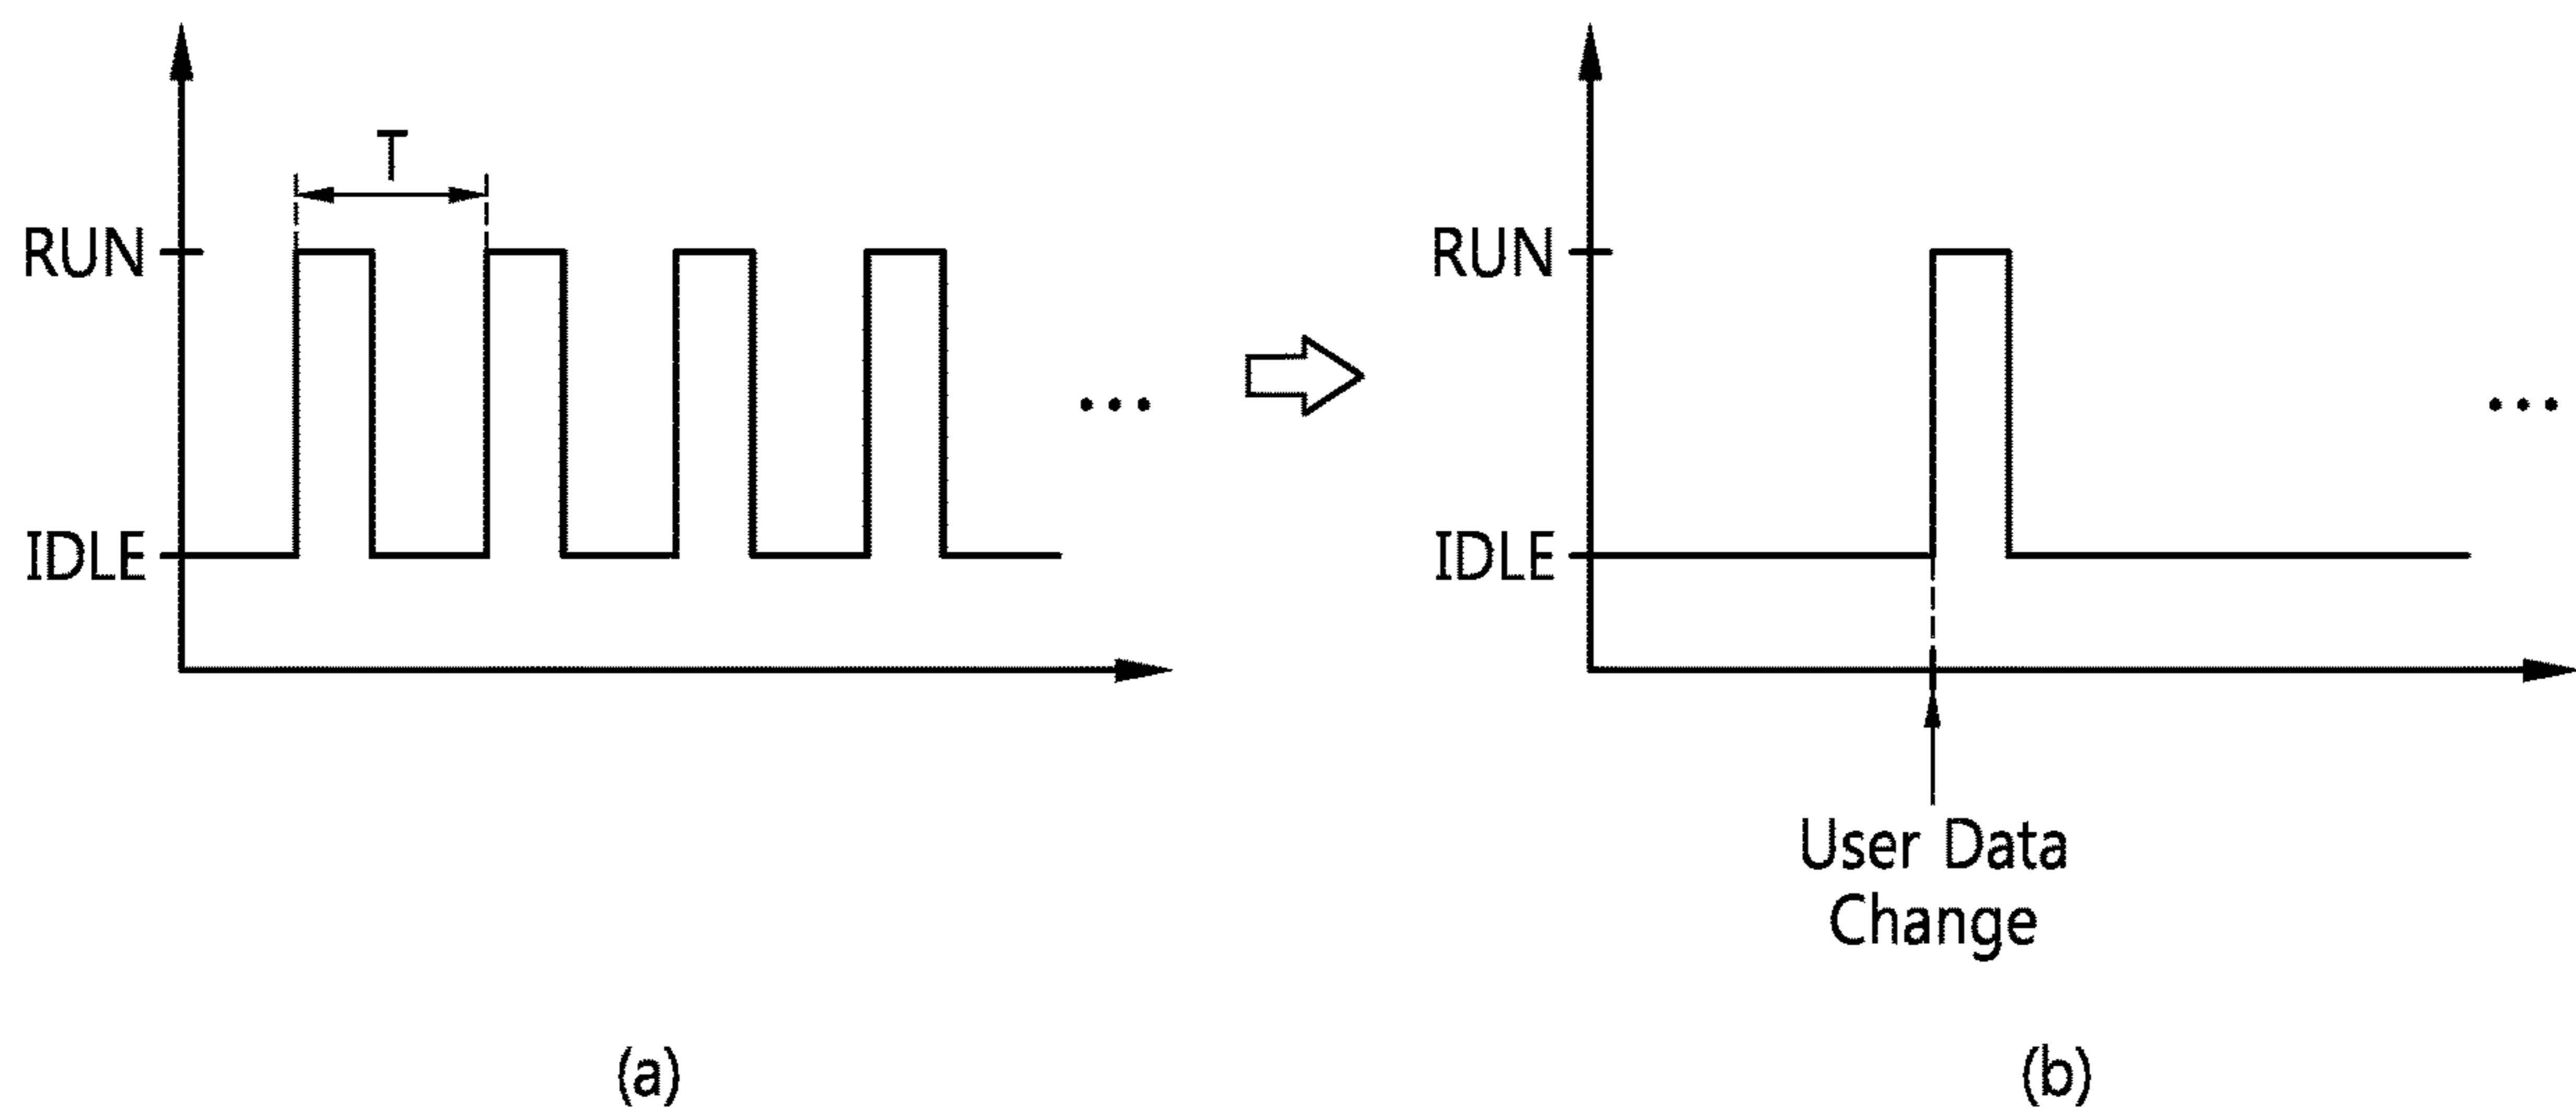 T
RUN
IDLE
...
(a)
RUN
IDLE
...
User Data
Change
(b)